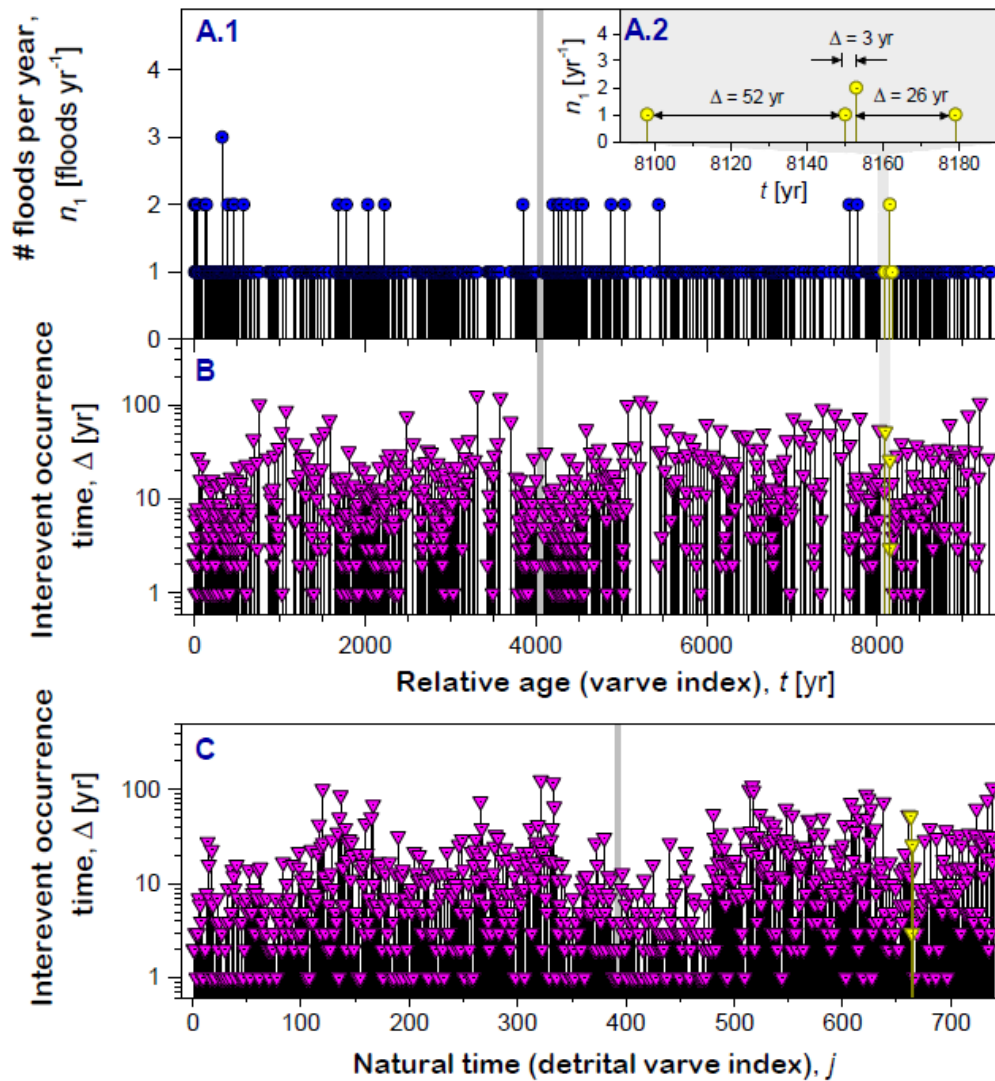 A.1
# floods per year,
n₁ [floods yr⁻¹]
4
3
2
1
0
A.2
n₁ [yr⁻¹]
4
3
2
1
0
Δ = 3 yr
Δ = 52 yr
Δ = 26 yr
8100 8120 8140 8160 8180
t [yr]
B
Interevent occurrence
time, Δ [yr]
100
10
1
0 2000 4000 6000 8000
Relative age (varve index), t [yr]
C
Interevent occurrence
time, Δ [yr]
100
10
1
0 100 200 300 400 500 600 700
Natural time (detrital varve index), j